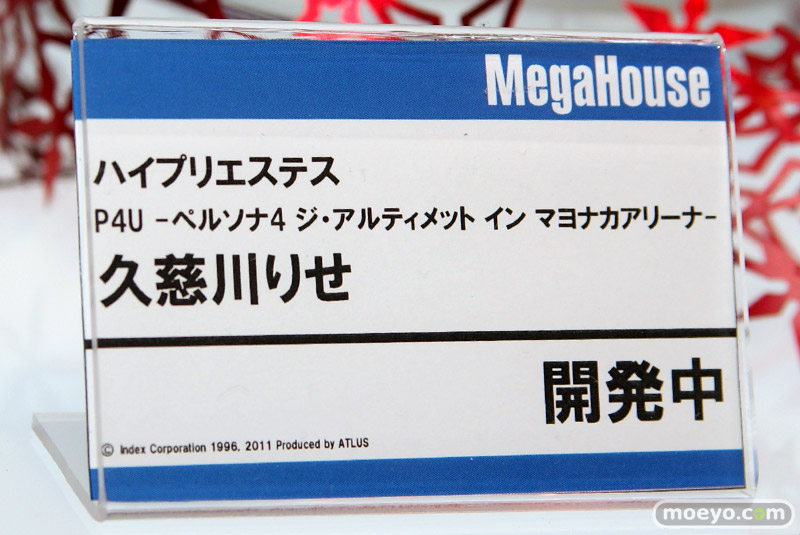 MegaHouse
ハイプリエステス
P4U -ペルソナ4 ジ・アルティメット イン マヨナカアリーナ-
久慈川りせ
開発中
© Index Corporation 1996, 2011 Produced by ATLUS
moeyo.com